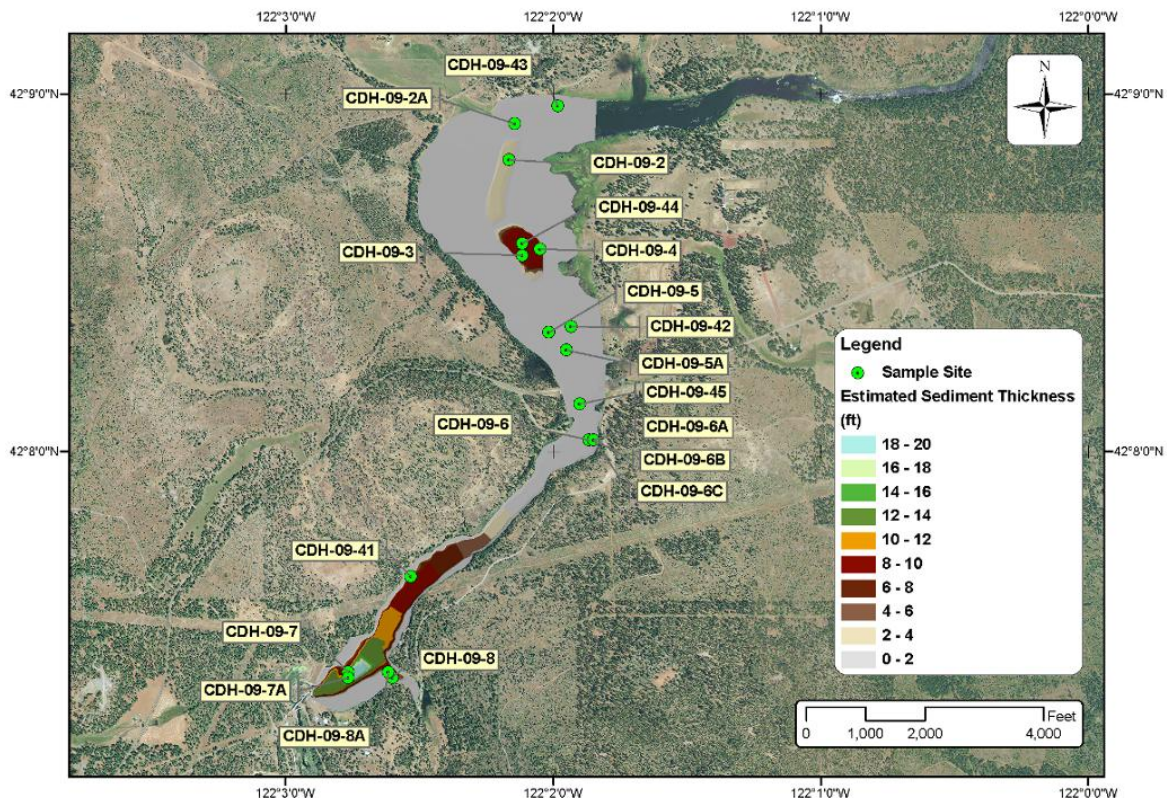 122°3'0"W
122°2'0"W
122°1'0"W
122°0'0"W
CDH-09-43
N
CDH-09-2A
42°9'0"N
42°9'0"N
CDH-09-2
CDH-09-44
CDH-09-3
CDH-09-4
CDH-09-5
CDH-09-42
CDH-09-5A
CDH-09-45
CDH-09-6
CDH-09-6A
42°8'0"N
42°8'0"N
CDH-09-6B
CDH-09-6C
CDH-09-41
CDH-09-7
CDH-09-8
CDH-09-7A
CDH-09-8A
Legend
Sample Site
Estimated Sediment Thickness
(ft)
18 - 20
16 - 18
14 - 16
12 - 14
10 - 12
8 - 10
6 - 8
4 - 6
2 - 4
0 - 2
Feet
0 1,000 2,000 4,000
122°3'0"W
122°2'0"W
122°1'0"W
122°0'0"W